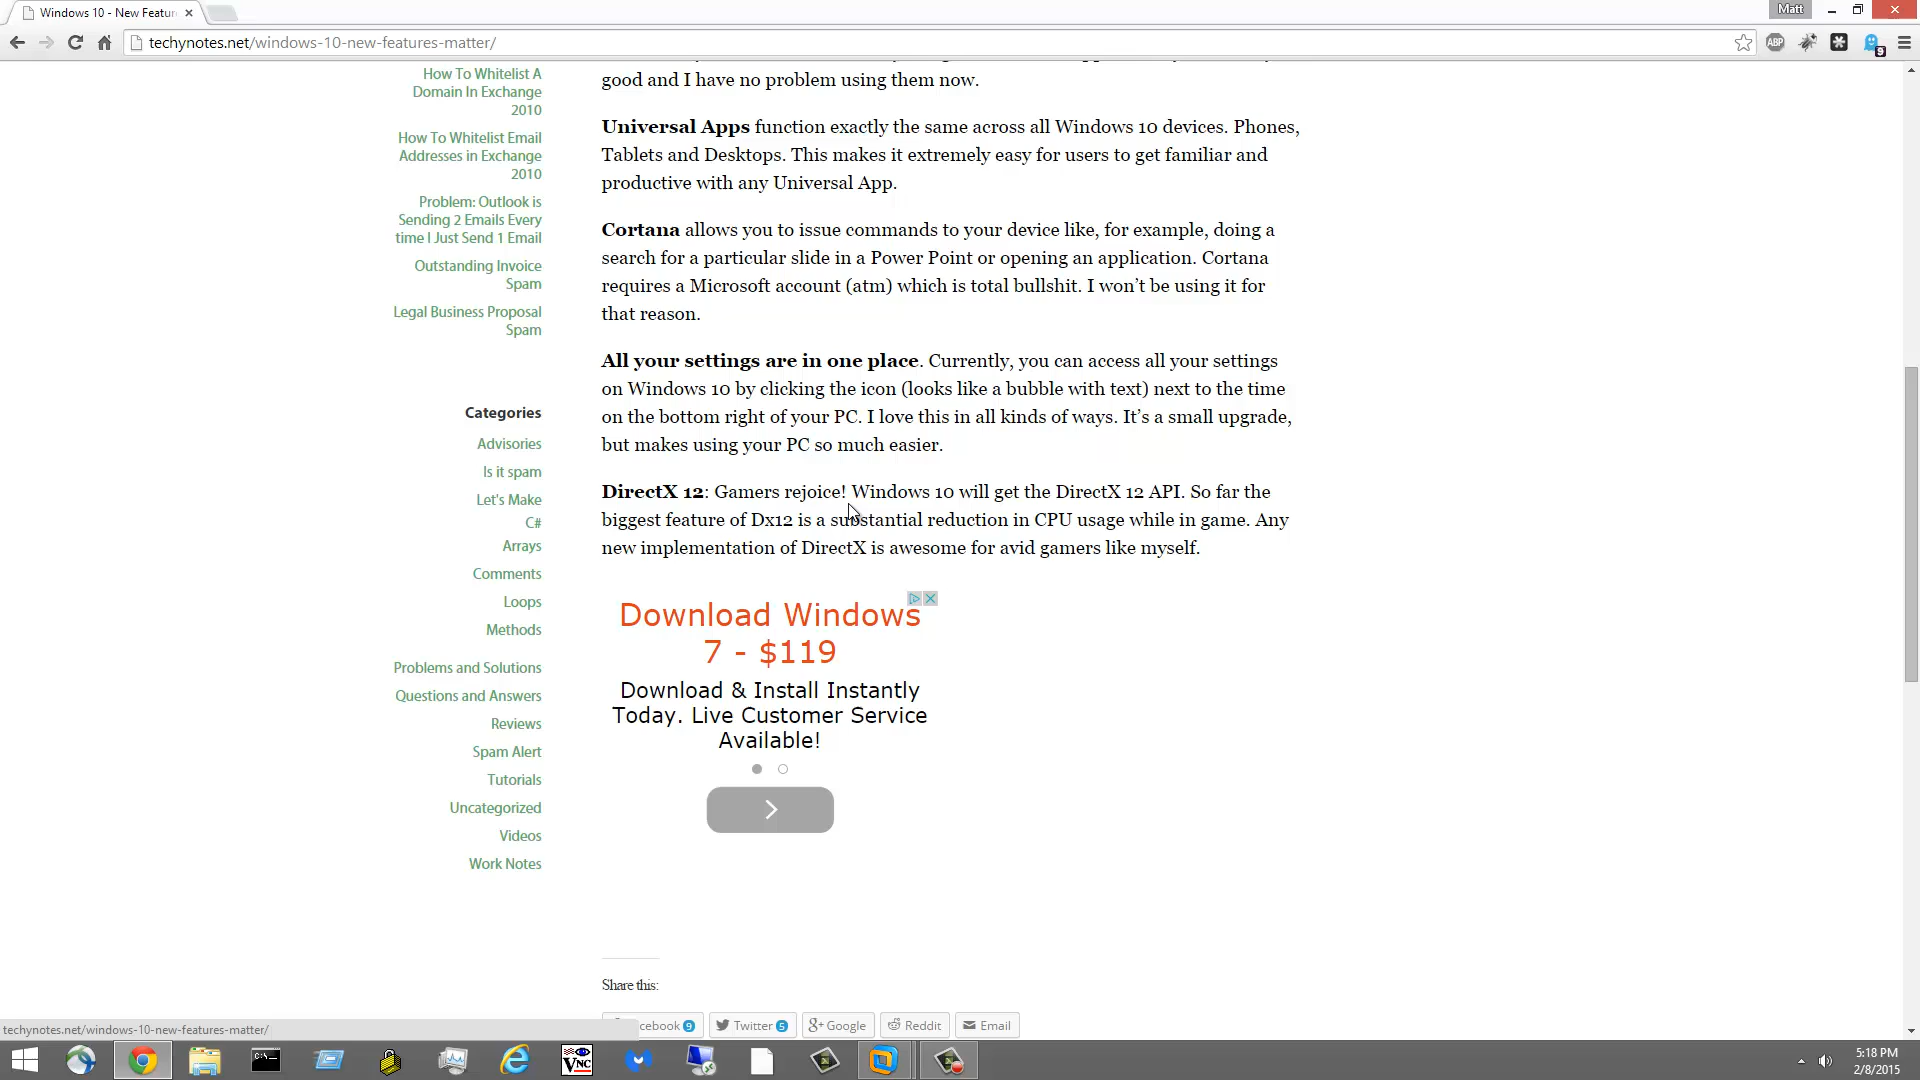 Windows 10 - New Featur
Matt
techynotes.net/windows-10-new-features-matter/
ABP
9
How To Whitelist A
Domain In Exchange
2010
How To Whitelist Email
Addresses in Exchange
2010
Problem: Outlook is
Sending 2 Emails Every
time I Just Send 1 Email
Outstanding Invoice
Spam
Legal Business Proposal
Spam
Categories
Advisories
Is it spam
Let's Make
C#
Arrays
Comments
Loops
Methods
Problems and Solutions
Questions and Answers
Reviews
Spam Alert
Tutorials
Uncategorized
Videos
Work Notes
good and I have no problem using them now.
Universal Apps function exactly the same across all Windows 10 devices. Phones,
Tablets and Desktops. This makes it extremely easy for users to get familiar and
productive with any Universal App.
Cortana allows you to issue commands to your device like, for example, doing a
search for a particular slide in a Power Point or opening an application. Cortana
requires a Microsoft account (atm) which is total bullshit. I won't be using it for
that reason.
All your settings are in one place. Currently, you can access all your settings
on Windows 10 by clicking the icon (looks like a bubble with text) next to the time
on the bottom right of your PC. I love this in all kinds of ways. It's a small upgrade,
but makes using your PC so much easier.
DirectX 12: Gamers rejoice! Windows 10 will get the DirectX 12 API. So far the
biggest feature of Dx12 is a substantial reduction in CPU usage while in game. Any
new implementation of DirectX is awesome for avid gamers like myself.
Download Windows
7 - $119
Download & Install Instantly
Today. Live Customer Service
Available!
Share this:
cebook 9 Twitter 5 Google Reddit Email
techynotes.net/windows-10-new-features-matter/
VNC
5:18 PM
2/8/2015